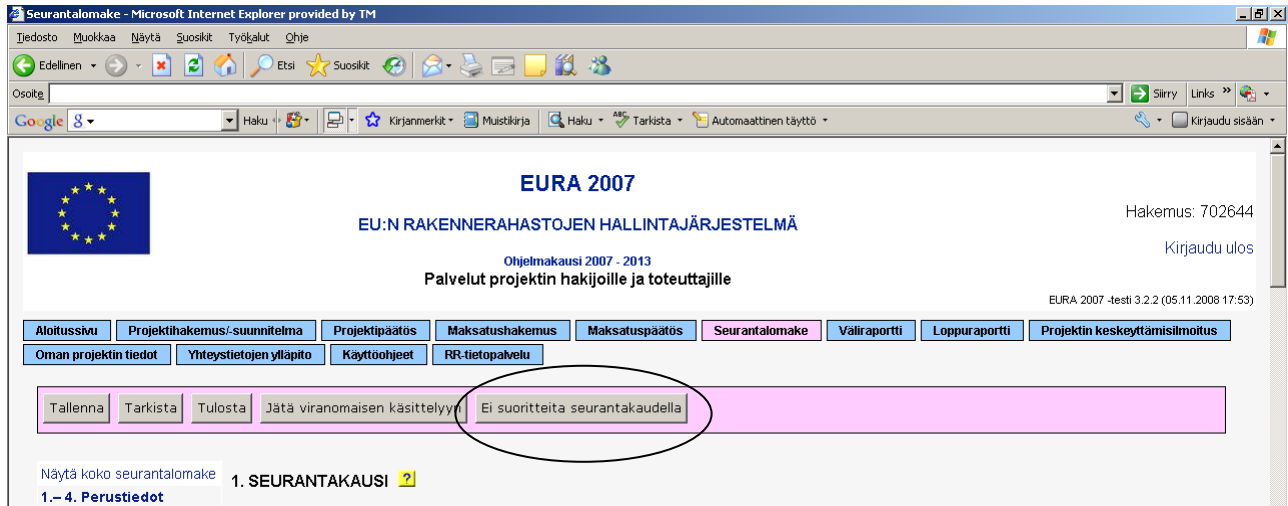 Seurantalomake - Microsoft Internet Explorer provided by TM
Tiedosto Muokkaa Näytä Suosikit Työkalut Ohje
Edellinen Etsi Suosikit
Osoite Siirry Links »
Google Haku Kirjanmerkit Muistikirja Haku Tarkista Automaattinen täyttö Kirjaudu sisään
EURA 2007
EU:N RAKENNERAHASTOJEN HALLINTAJÄRJESTELMÄ
Hakemus: 702644
Kirjaudu ulos
Ohjelmakausi 2007 - 2013
Palvelut projektin hakijoille ja toteuttajille
EURA 2007 -testi 3.2.2 (05.11.2008 17:53)
Aloitussivu Projektihakemus/-suunnitelma Projektipäätös Maksatushakemus Maksatuspäätös Seurantalomake Väliraportti Loppuraportti Projektin keskeyttämisilmoitus
Oman projektin tiedot Yhteystietojen ylläpito Käyttöohjeet RR-tietopalvelu
Tallenna Tarkista Tulosta Jätä viranomaisen käsittelyyn Ei suoritteita seurantakaudella
Näytä koko seurantalomake
1. SEURANTAKAUSI ?
1.– 4. Perustiedot